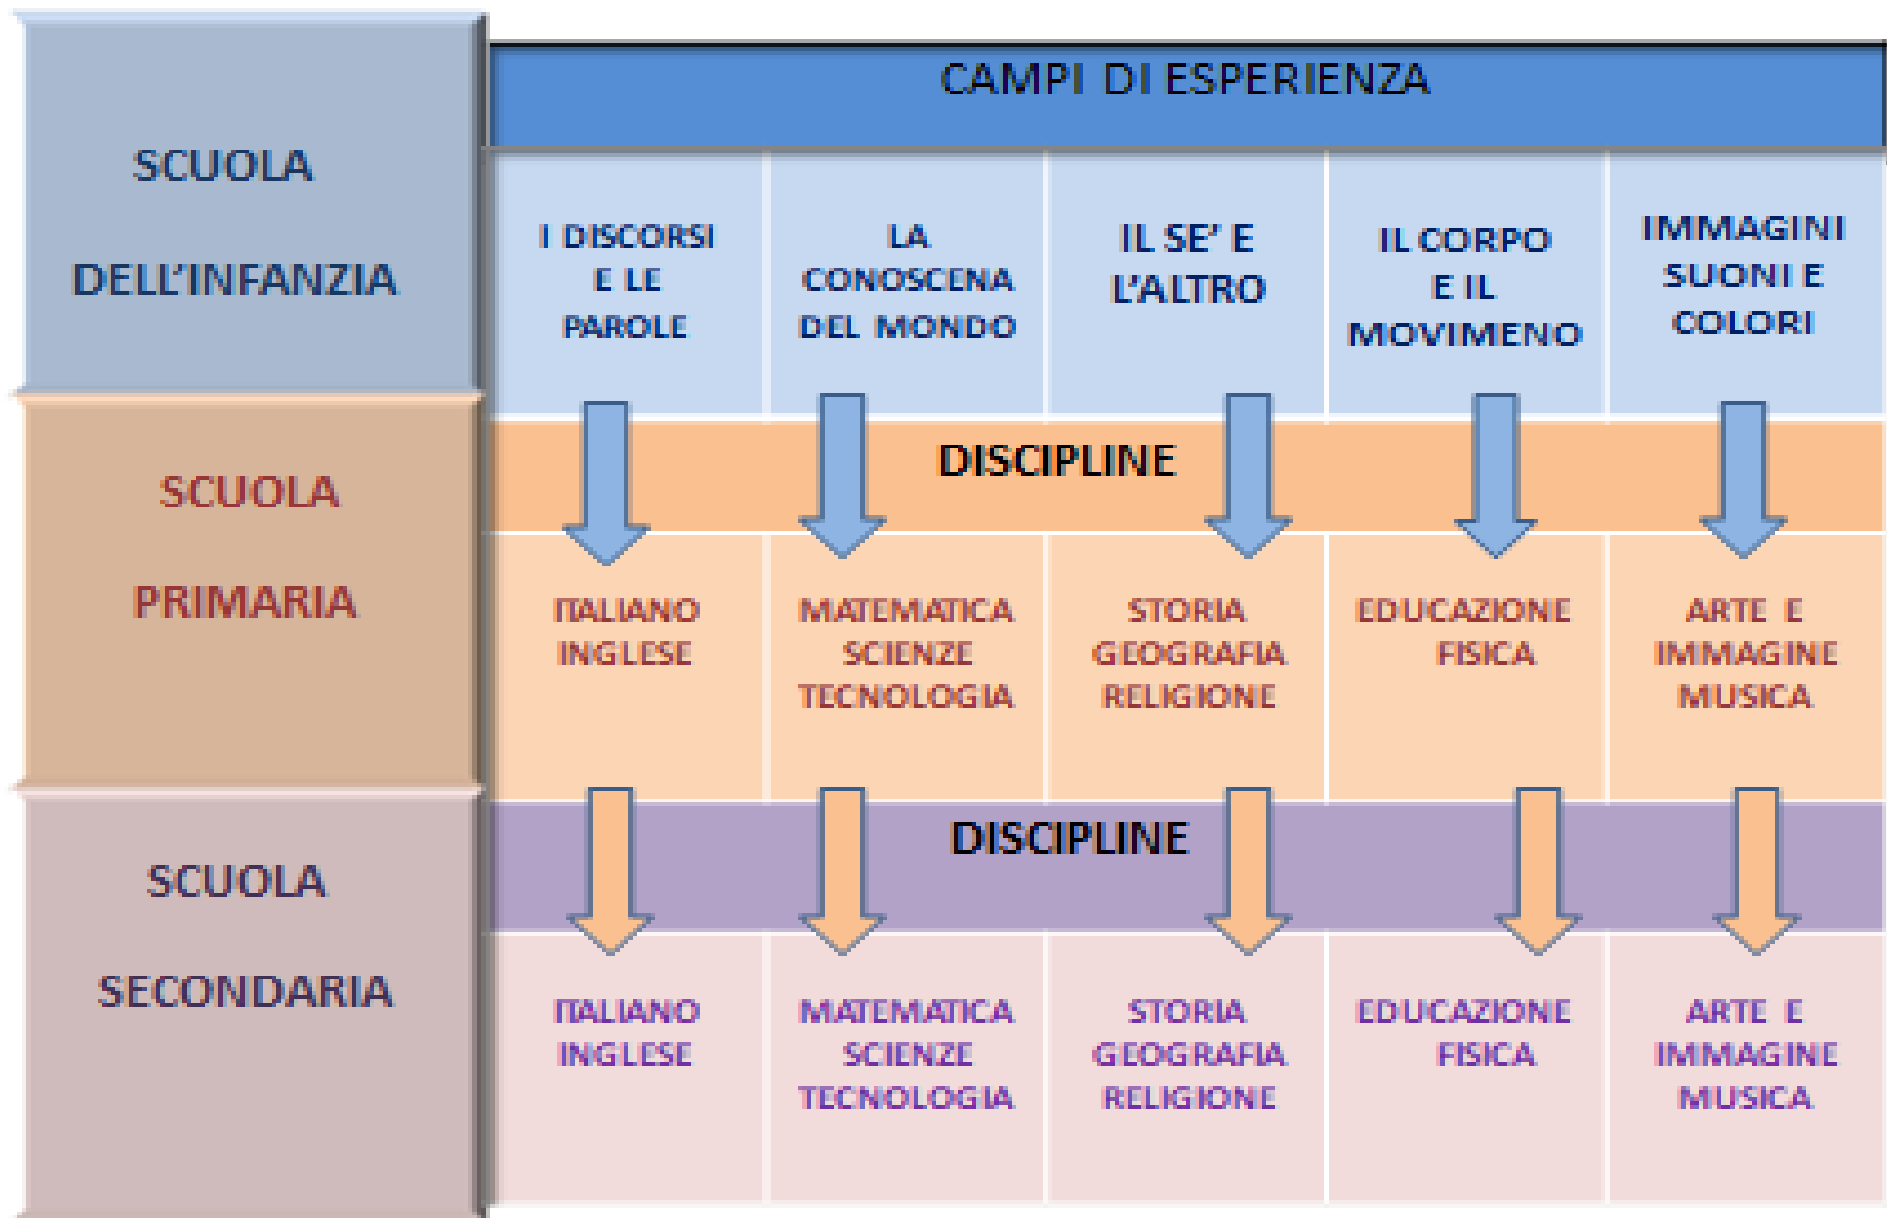 SCUOLA
DELL'INFANZIA
CAMPI DI ESPERIENZA
I DISCORSI
E LE
PAROLE
LA
CONOSCENA
DEL MONDO
IL SE' E
L'ALTRO
IL CORPO
E IL
MOVIMENO
IMMAGINI
SUONI E
COLORI
SCUOLA
PRIMARIA
DISCIPLINE
ITALIANO
INGLESE
MATEMATICA
SCIENZE
TECNOLOGIA
STORIA
GEOGRAFIA
RELIGIONE
EDUCAZIONE
FISICA
ARTE E
IMMAGINE
MUSICA
SCUOLA
SECONDARIA
DISCIPLINE
ITALIANO
INGLESE
MATEMATICA
SCIENZE
TECNOLOGIA
STORIA
GEOGRAFIA
RELIGIONE
EDUCAZIONE
FISICA
ARTE E
IMMAGINE
MUSICA